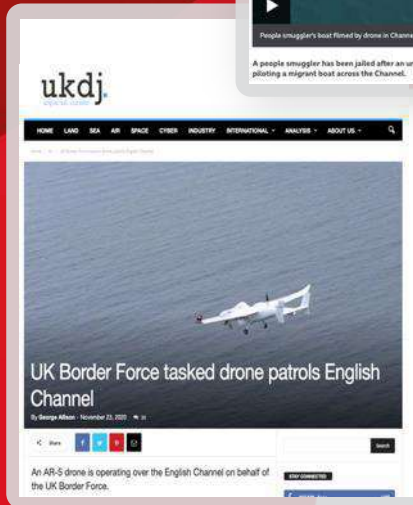 People smuggler's boat filmed by drone in Channel
A people smuggler has been jailed after an un
piloting a migrant boat across the Channel.
ukdj.
HOME LAND SEA AIR SPACE CYBER INDUSTRY INTERNATIONAL ANALYSIS ABOUT US
UK Border Force tasked drone patrols English
Channel
By George Allison - November 23, 2020
Share
Search
An AR-5 drone is operating over the English Channel on behalf of
the UK Border Force.
STAY CONNECTED